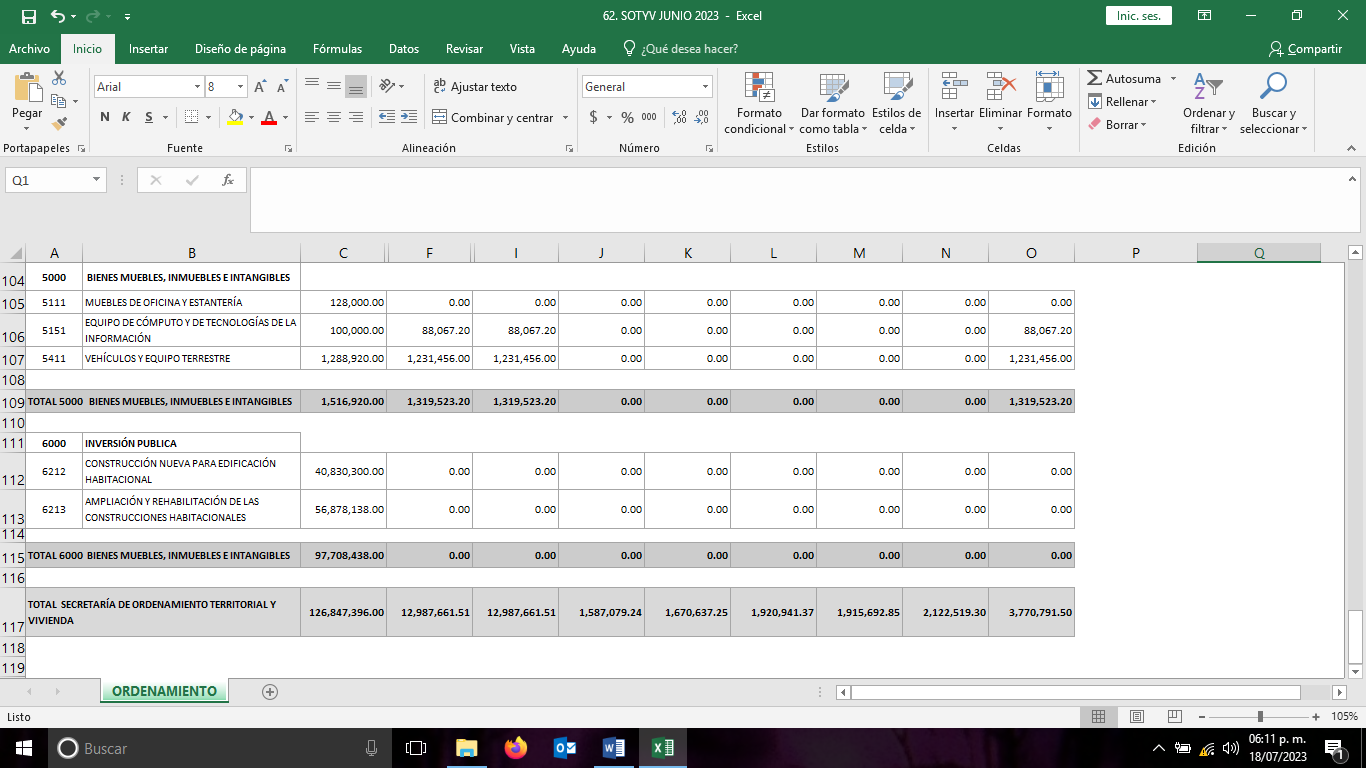 62. SOTYV JUNIO 2023 - Excel
Inic. ses.
Archivo Inicio Insertar Diseño de página Fórmulas Datos Revisar Vista Ayuda ¿Qué desea hacer? Compartir
Pegar
Portapapeles
Arial 8
N K S
Fuente
Ajustar texto
Combinar y centrar
Alineación
General
$ % 000
Número
Formato condicional
Dar formato como tabla
Estilos de celda
Estilos
Insertar Eliminar Formato
Celdas
Autosuma
Rellenar
Borrar
Ordenar y filtrar
Buscar y seleccionar
Edición
Q1 fx
A B C F I J K L M N O P Q
104 5000 BIENES MUEBLES, INMUEBLES E INTANGIBLES
105 5111 MUEBLES DE OFICINA Y ESTANTERÍA 128,000.00 0.00 0.00 0.00 0.00 0.00 0.00 0.00 0.00
106 5151 EQUIPO DE CÓMPUTO Y DE TECNOLOGÍAS DE LA INFORMACIÓN 100,000.00 88,067.20 88,067.20 0.00 0.00 0.00 0.00 0.00 88,067.20
107 5411 VEHÍCULOS Y EQUIPO TERRESTRE 1,288,920.00 1,231,456.00 1,231,456.00 0.00 0.00 0.00 0.00 0.00 1,231,456.00
108
109 TOTAL 5000 BIENES MUEBLES, INMUEBLES E INTANGIBLES 1,516,920.00 1,319,523.20 1,319,523.20 0.00 0.00 0.00 0.00 0.00 1,319,523.20
110
111 6000 INVERSIÓN PUBLICA
112 6212 CONSTRUCCIÓN NUEVA PARA EDIFICACIÓN HABITACIONAL 40,830,300.00 0.00 0.00 0.00 0.00 0.00 0.00 0.00 0.00
113 6213 AMPLIACIÓN Y REHABILITACIÓN DE LAS CONSTRUCCIONES HABITACIONALES 56,878,138.00 0.00 0.00 0.00 0.00 0.00 0.00 0.00 0.00
114
115 TOTAL 6000 BIENES MUEBLES, INMUEBLES E INTANGIBLES 97,708,438.00 0.00 0.00 0.00 0.00 0.00 0.00 0.00 0.00
116
117 TOTAL SECRETARÍA DE ORDENAMIENTO TERRITORIAL Y VIVIENDA 126,847,396.00 12,987,661.51 12,987,661.51 1,587,079.24 1,670,637.25 1,920,941.37 1,915,692.85 2,122,519.30 3,770,791.50
118
119
ORDENAMIENTO
Listo 105%
Buscar
06:11 p. m.
18/07/2023
1